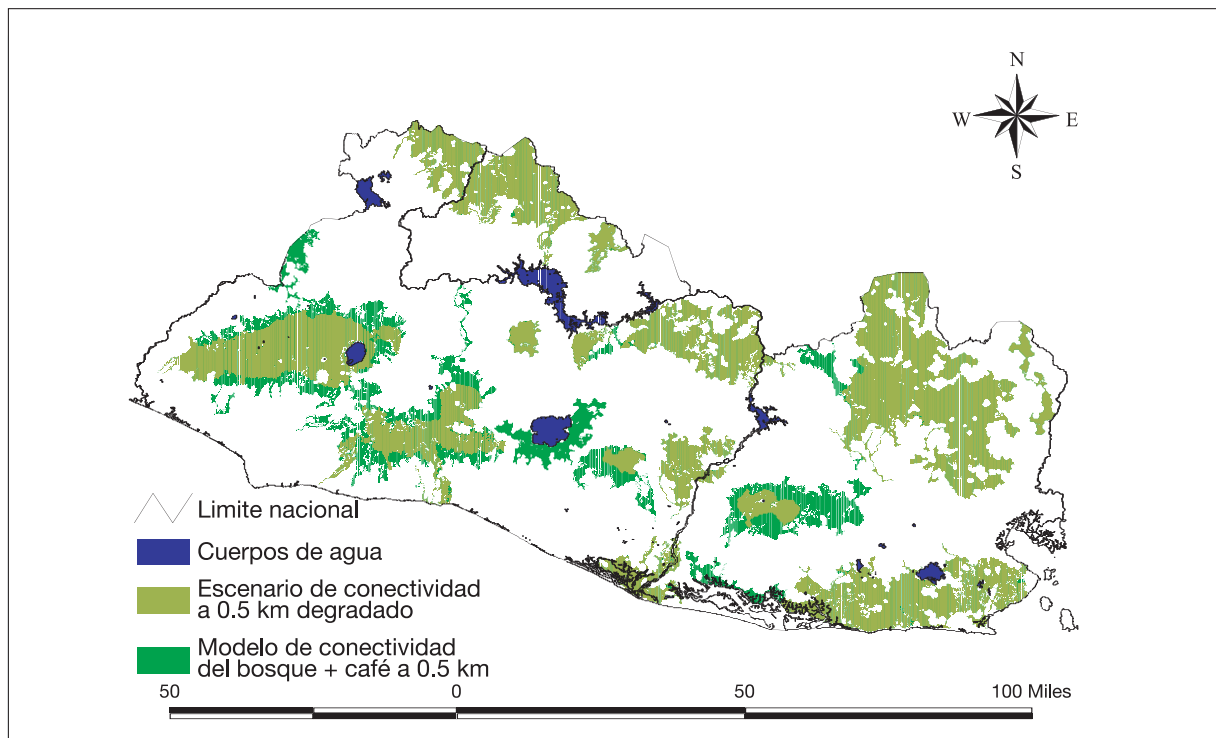 N
W E
S
Limite nacional
Cuerpos de agua
Escenario de conectividad
a 0.5 km degradado
Modelo de conectividad
del bosque + café a 0.5 km
50 0 50 100 Miles